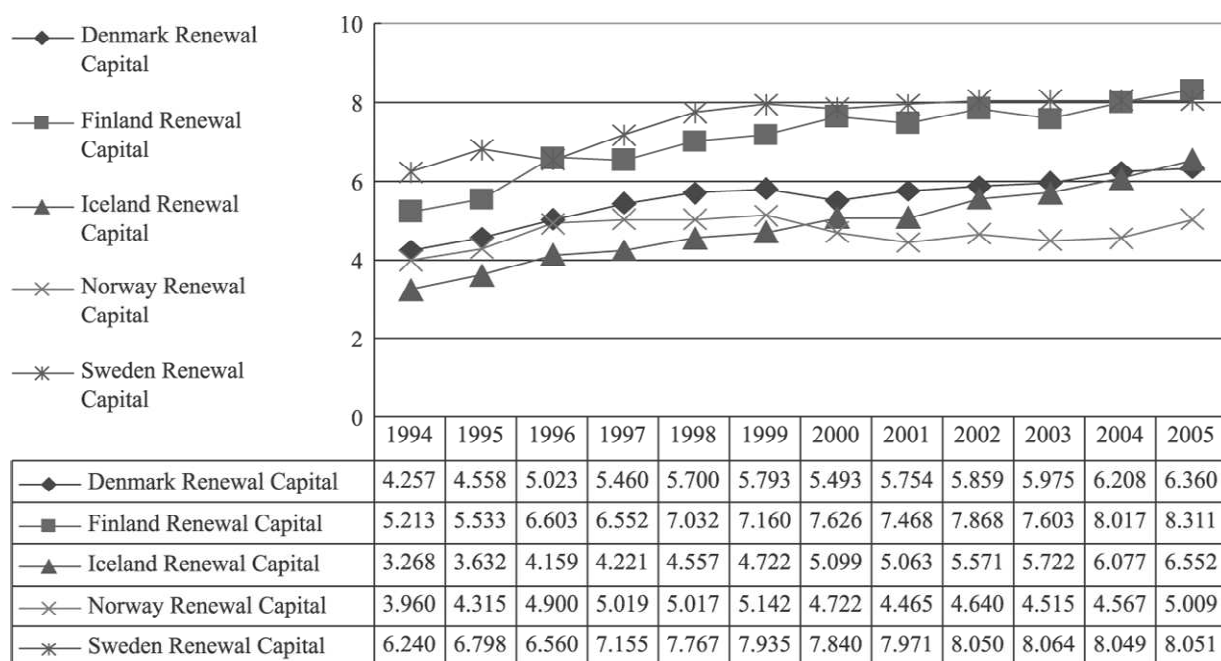 Denmark Renewal
Capital
Finland Renewal
Capital
Iceland Renewal
Capital
Norway Renewal
Capital
Sweden Renewal
Capital
10
8
6
4
2
0
1994 1995 1996 1997 1998 1999 2000 2001 2002 2003 2004 2005
Denmark Renewal Capital 4.257 4.558 5.023 5.460 5.700 5.793 5.493 5.754 5.859 5.975 6.208 6.360
Finland Renewal Capital 5.213 5.533 6.603 6.552 7.032 7.160 7.626 7.468 7.868 7.603 8.017 8.311
Iceland Renewal Capital 3.268 3.632 4.159 4.221 4.557 4.722 5.099 5.063 5.571 5.722 6.077 6.552
Norway Renewal Capital 3.960 4.315 4.900 5.019 5.017 5.142 4.722 4.465 4.640 4.515 4.567 5.009
Sweden Renewal Capital 6.240 6.798 6.560 7.155 7.767 7.935 7.840 7.971 8.050 8.064 8.049 8.051